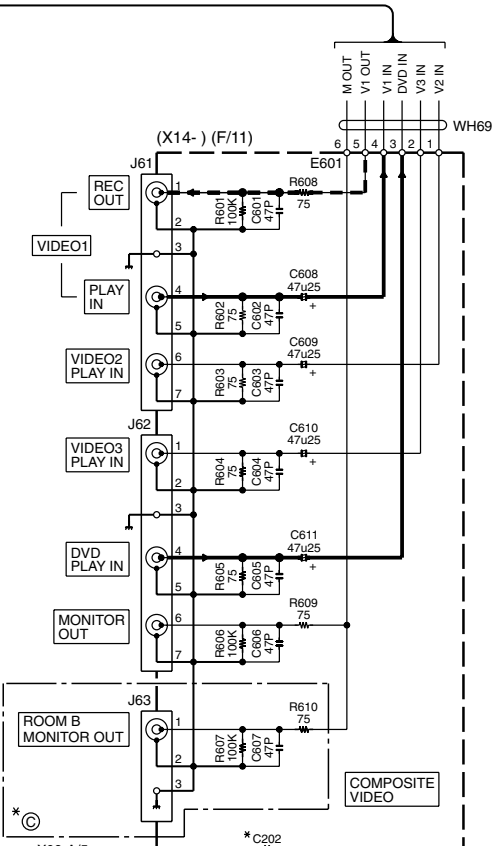 M OUT
V1 OUT
V1 IN
DVD IN
V3 IN
V2 IN
WH69
6 5 4 3 2 1
(X14- ) (F/11)
E601
J61
REC
OUT
1
R608
75
R601
100K
C601
47P
2
VIDEO1
3
PLAY
IN
4
C608
47u25
+
R602
75
C602
47P
5
VIDEO2
PLAY IN
6
C609
47u25
+
R603
75
C603
47P
7
J62
VIDEO3
PLAY IN
1
C610
47u25
+
R604
75
C604
47P
2
3
DVD
PLAY IN
4
C611
47u25
+
R605
75
C605
47P
5
MONITOR
OUT
6
R609
75
R606
100K
C606
47P
7
J63
ROOM B
MONITOR OUT
1
R610
75
R607
100K
C607
47P
2
3
COMPOSITE
VIDEO
*Ⓒ
*C202